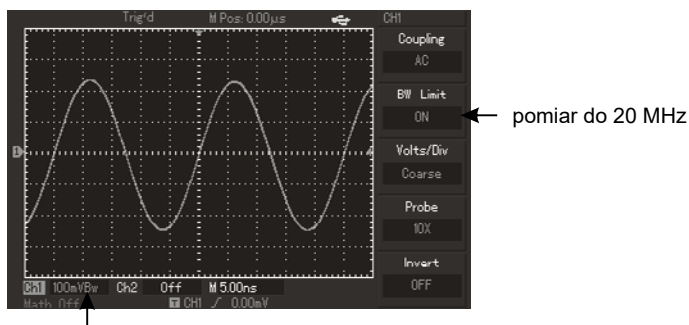 Trig'd M Pos: 0.00µs CH1
Coupling
AC
BW Limit
ON
pomiar do 20 MHz
1
Volts/Div
Coarse
Probe
10X
Invert
OFF
Ch1 100mVBw Ch2 Off M 5.00ns
Math Off T CH1 0.00mV